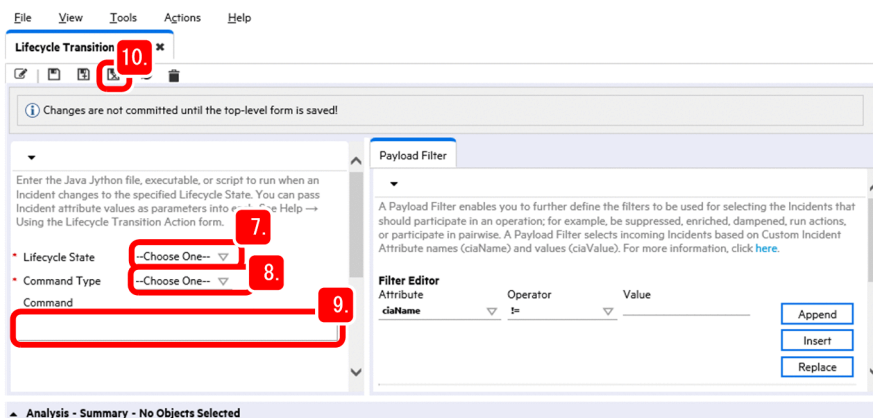 File View Tools Actions Help
Lifecycle Transition
10.
Changes are not committed until the top-level form is saved!
Enter the Java Jython file, executable, or script to run when an
Incident changes to the specified Lifecycle State. You can pass
Incident attribute values as parameters into See Help →
Using the Lifecycle Transition Action form.
7.
* Lifecycle State --Choose One--
8.
* Command Type --Choose One--
Command
9.
Payload Filter
A Payload Filter enables you to further define the filters to be used for selecting the Incidents that
should participate in an operation; for example, be suppressed, enriched, dampened, run actions,
or participate in pairwise. A Payload Filter selects incoming Incidents based on Custom Incident
Attribute names (ciaName) and values (ciaValue). For more information, click here.
Filter Editor
Attribute Operator Value
ciaName !=
Append
Insert
Replace
Analysis - Summary - No Objects Selected